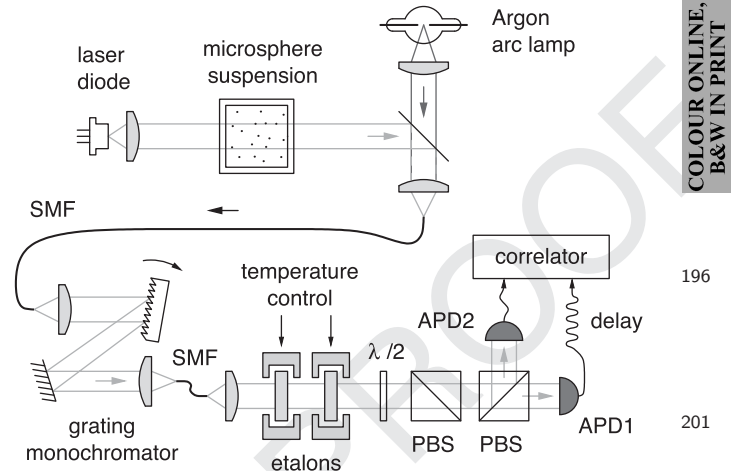 Argon
arc lamp
microsphere
suspension
laser
diode
COLOUR ONLINE,
B&W IN PRINT
SMF
correlator
196
temperature
control
APD2
delay
SMF
λ/2
APD1
201
grating
monochromator
PBS
PBS
etalons
PROOF